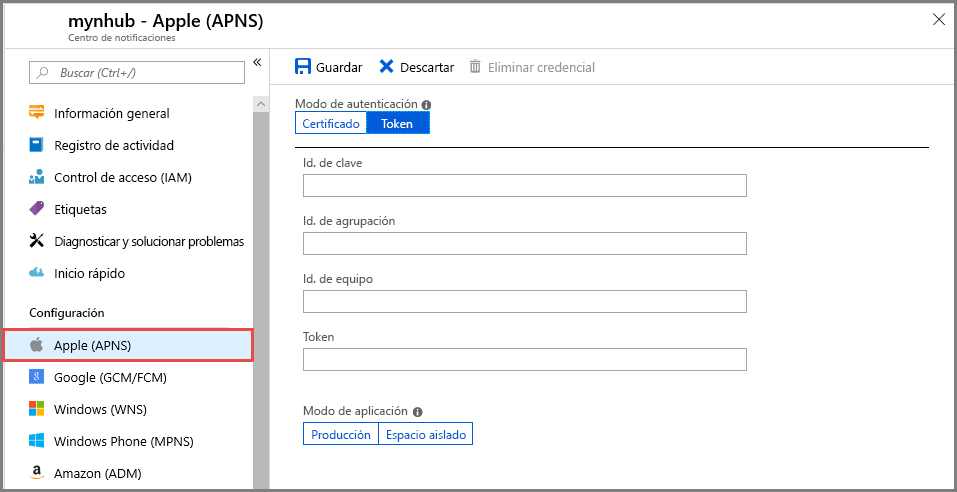 mynhub - Apple (APNS)
Centro de notificaciones
Buscar (Ctrl+/)
«
Información general
Registro de actividad
Control de acceso (IAM)
Etiquetas
Diagnosticar y solucionar problemas
Inicio rápido
Configuración
Apple (APNS)
Google (GCM/FCM)
Windows (WNS)
Windows Phone (MPNS)
Amazon (ADM)
Guardar Descartar Eliminar credencial
Modo de autenticación
Certificado Token
Id. de clave
Id. de agrupación
Id. de equipo
Token
Modo de aplicación
Producción Espacio aislado